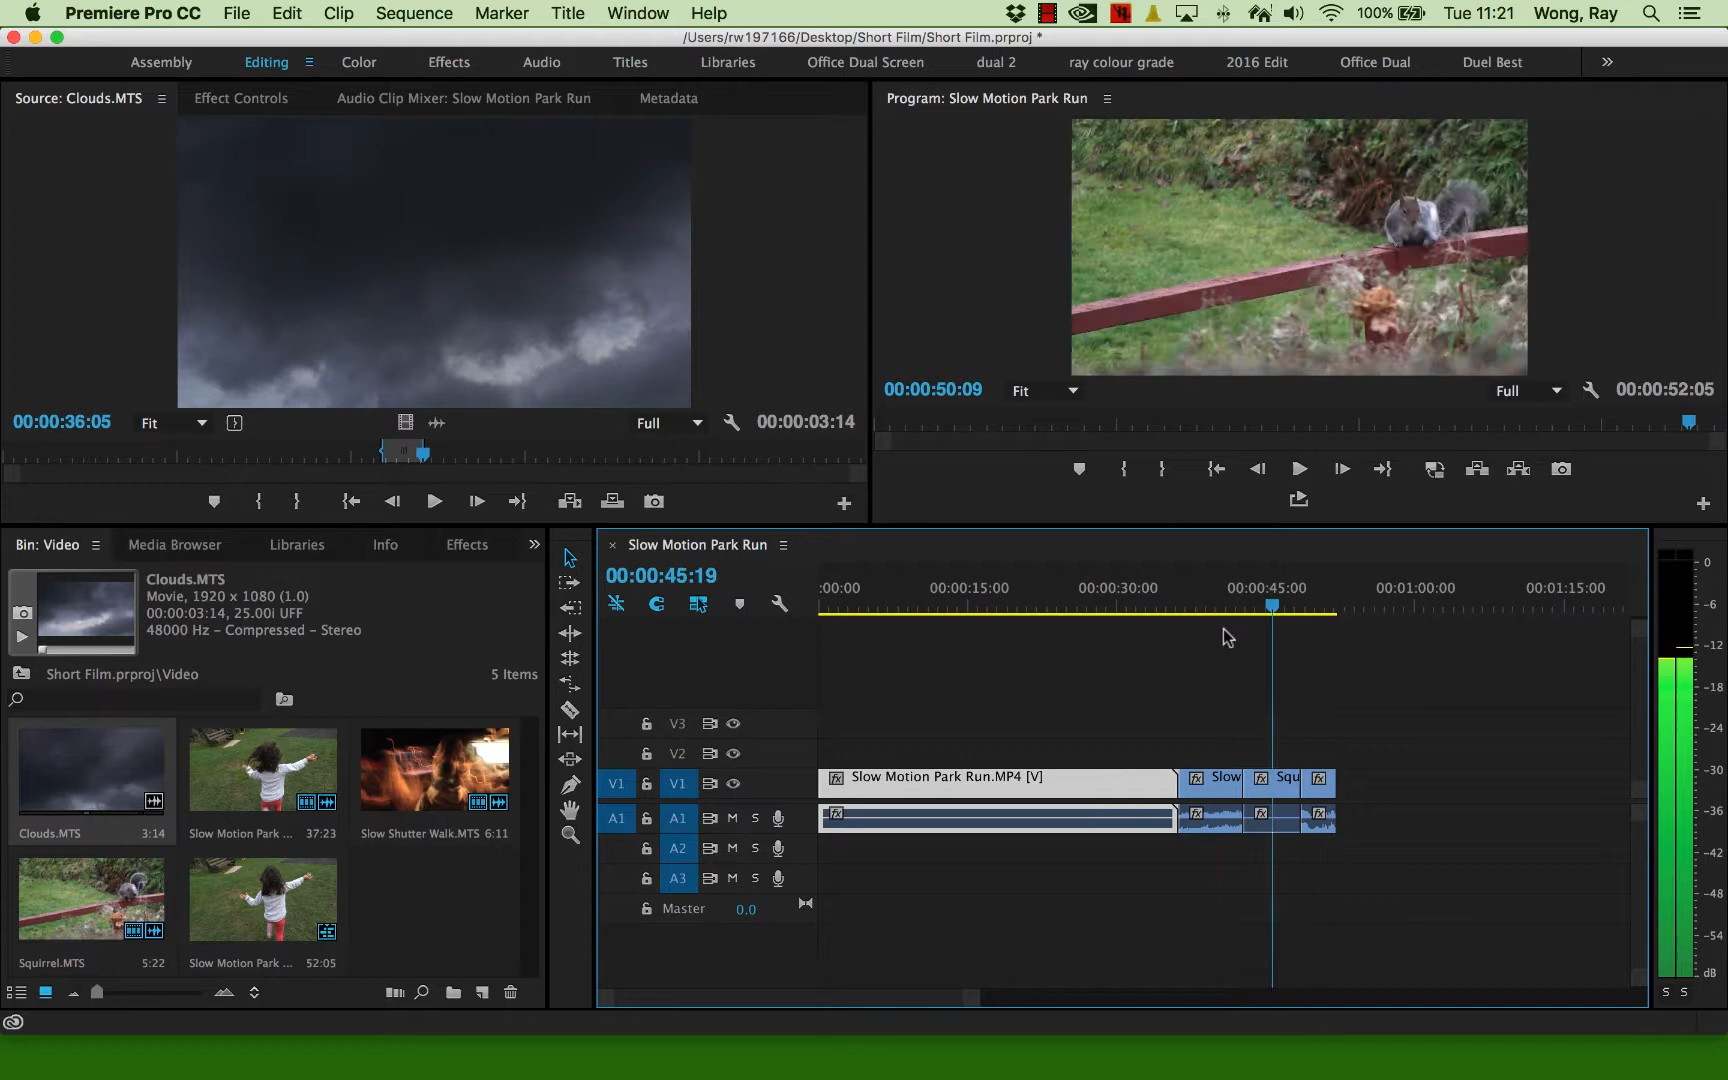 Premiere Pro CC File Edit Clip Sequence Marker Title Window Help 100% Tue 11:21 Wong, Ray
/Users/rw197166/Desktop/Short Film/Short Film.prproj *
Assembly Editing Color Effects Audio Titles Libraries Office Dual Screen dual 2 ray colour grade 2016 Edit Office Dual Duel Best
Source: Clouds.MTS Effect Controls Audio Clip Mixer: Slow Motion Park Run Metadata
Program: Slow Motion Park Run
00:00:36:05 Fit Full 00:00:03:14
00:00:50:09 Fit Full 00:00:52:05
Bin: Video Media Browser Libraries Info Effects
Clouds.MTS
Movie, 1920 x 1080 (1.0)
00:00:03:14, 25.00i UFF
48000 Hz - Compressed - Stereo
Short Film.prproj\Video 5 Items
Clouds.MTS 3:14
Slow Motion Park ... 37:23
Slow Shutter Walk.MTS 6:11
Squirrel.MTS 5:22
Slow Motion Park ... 52:05
Slow Motion Park Run
00:00:45:19
:00:00 00:00:15:00 00:00:30:00 00:00:45:00 00:01:00:00 00:01:15:00
V3
V2
V1 V1 fx Slow Motion Park Run.MP4 [V] fx Slow fx Squ fx
A1 A1 M S fx fx fx fx
A2 M S
A3 M S
Master 0.0
0
-6
-12
-18
-36
-42
-48
-54
dB
S S